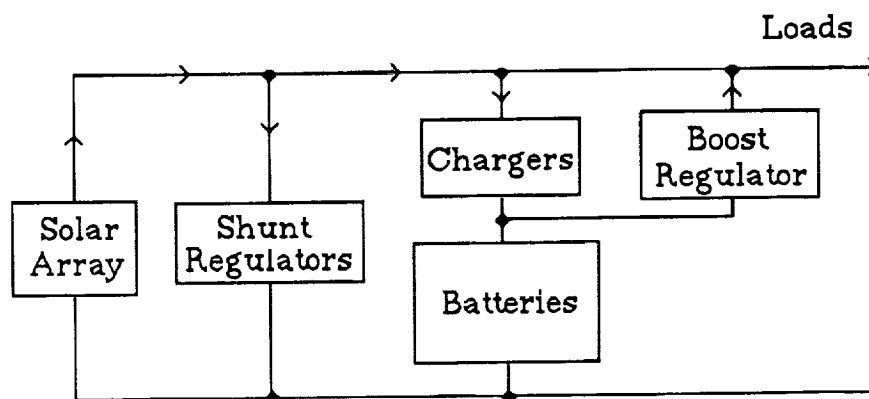 Loads
Chargers
Boost
Regulator
Solar
Array
Shunt
Regulators
Batteries